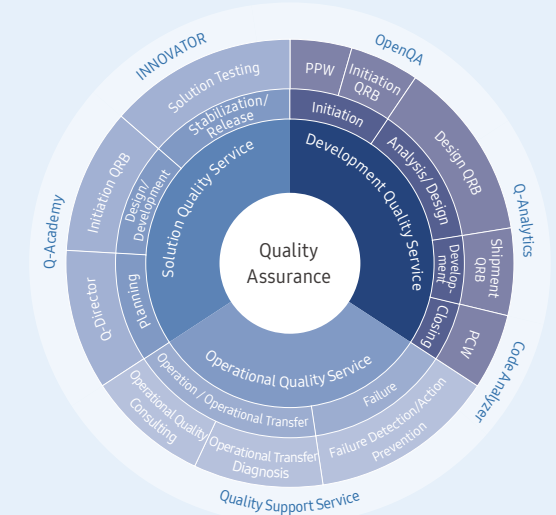 INNOVATOR
OpenQA
Q-Academy
Q-Analytics
Code Analyzer
Quality Support Service
Solution Testing
PPW
Initiation
QRB
Initiation QRB
Design QRB
Q-Director
Shipment
QRB
PCW
Stabilization/
Release
Initiation
Design/
Development
Analysis/Design
Planning
Develop-
ment
Closing
Solution Quality Service
Development Quality Service
Quality
Assurance
Operational Quality Service
Operation / Operational Transfer
Failure
Operational Quality
Consulting
Operational Transfer
Diagnosis
Failure Detection/Action
Prevention